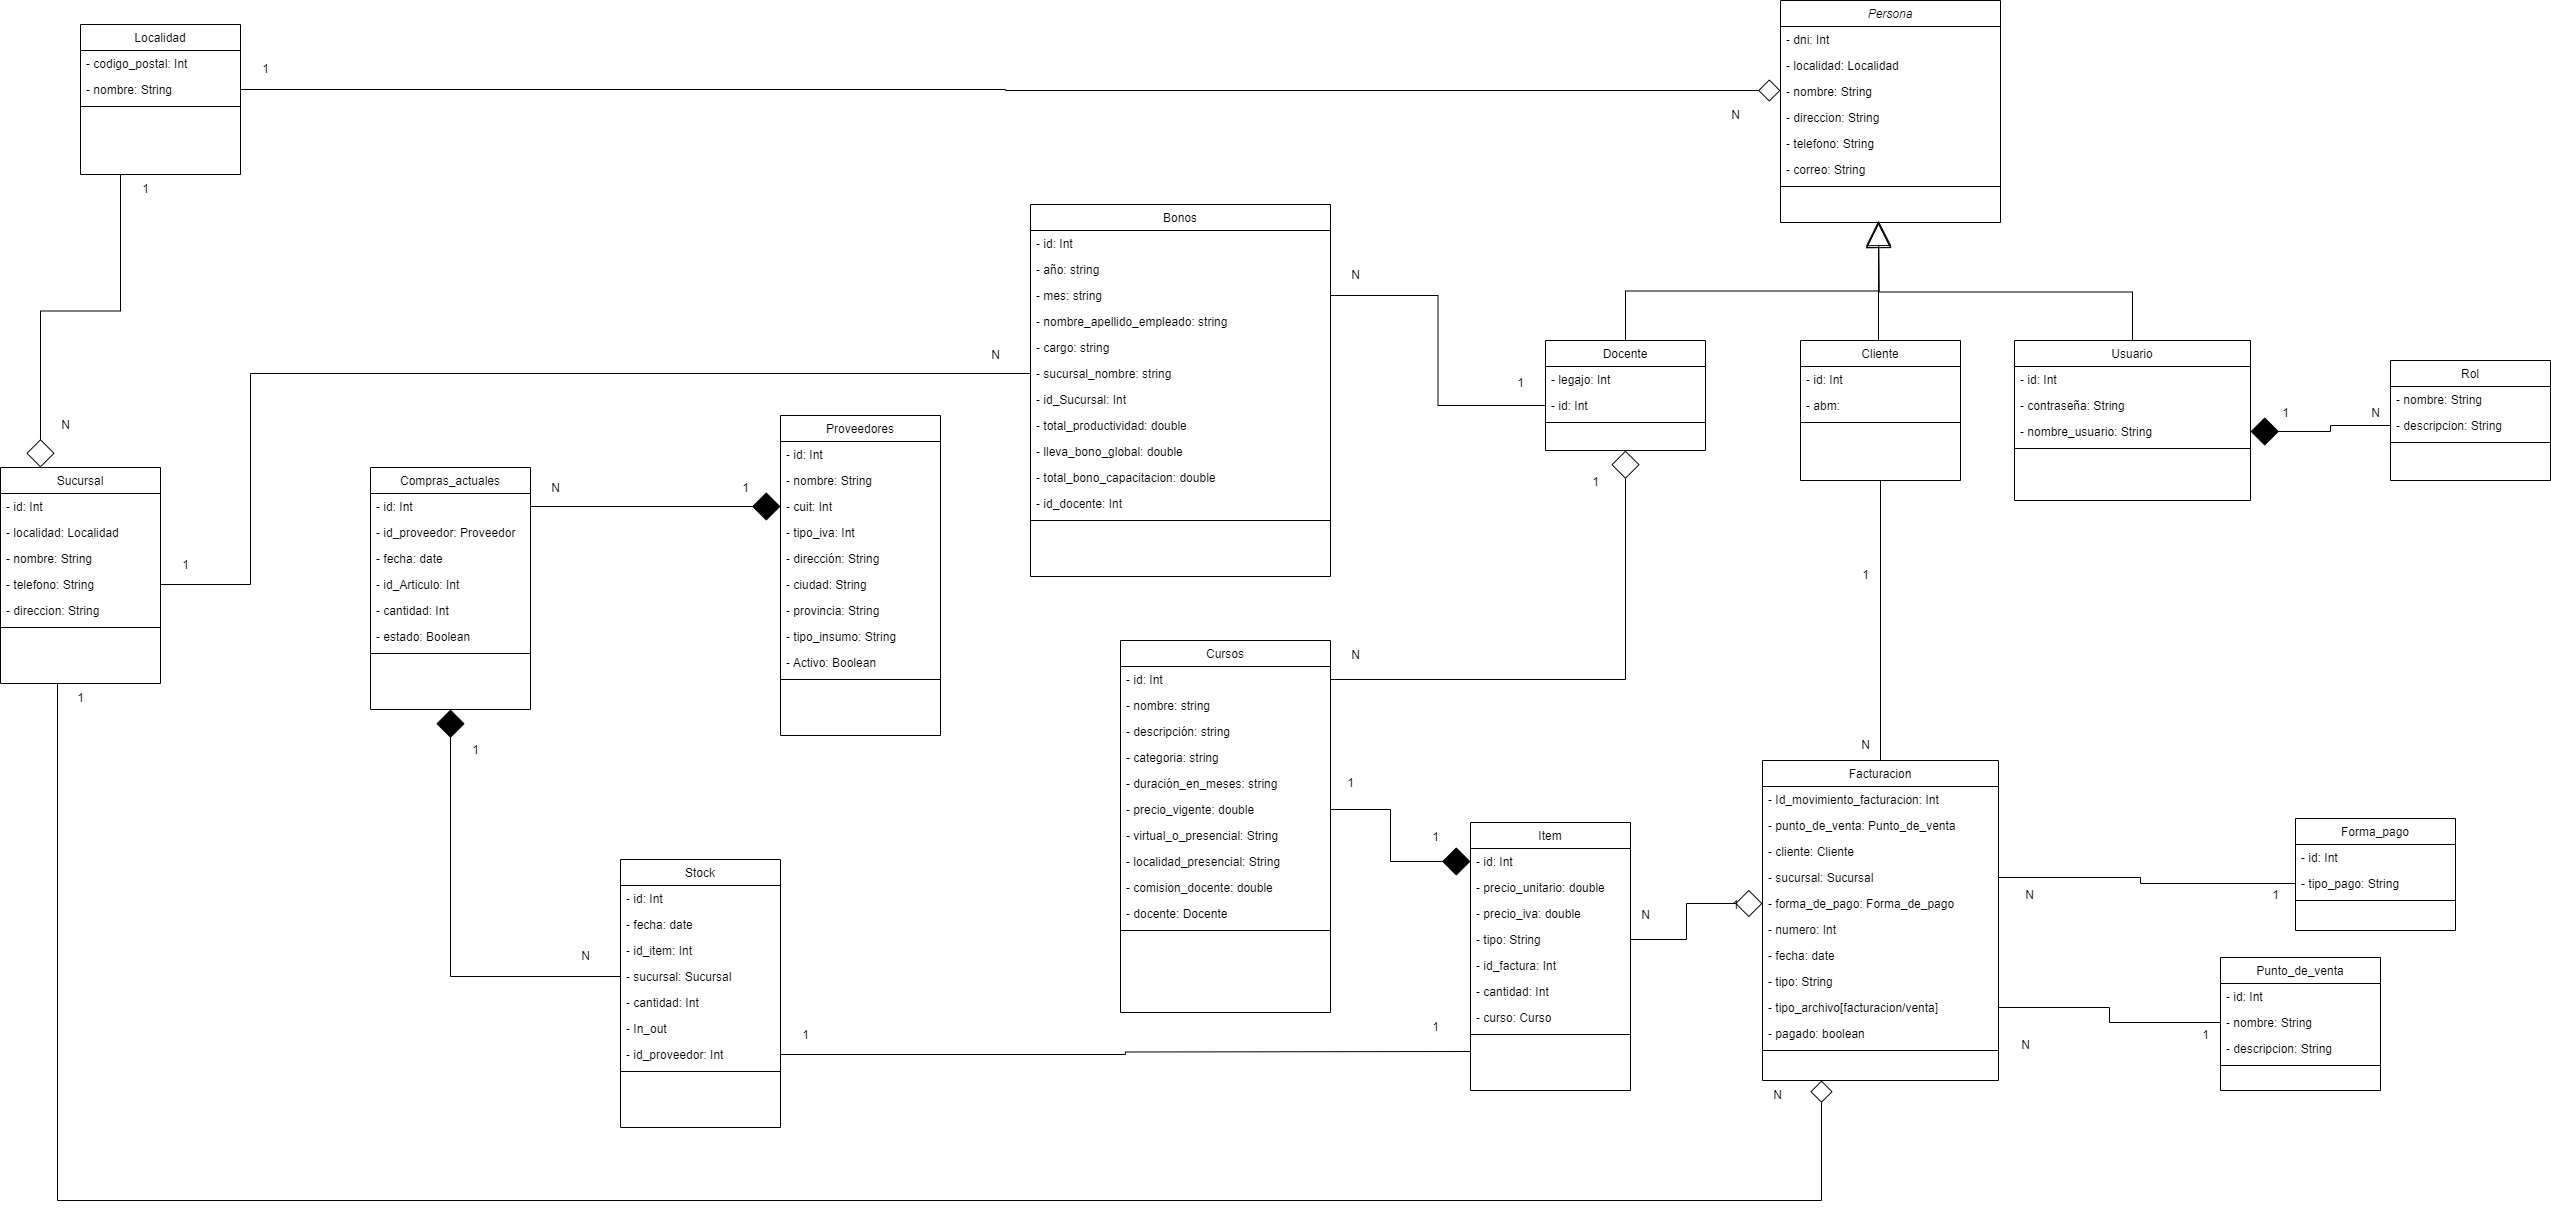 Localidad
- codigo_postal: Int
- nombre: String
1
1
Persona
- dni: Int
- localidad: Localidad
- nombre: String
- direccion: String
- telefono: String
- correo: String
N
Bonos
- id: Int
- año: string
- mes: string
- nombre_apellido_empleado: string
- cargo: string
- sucursal_nombre: string
- id_Sucursal: Int
- total_productividad: double
- lleva_bono_global: double
- total_bono_capacitacion: double
- id_docente: Int
N
N
1
Docente
- legajo: Int
- id: Int
1
Cliente
- id: Int
- abm:
1
N
Usuario
- id: Int
- contraseña: String
- nombre_usuario: String
1
N
Rol
- nombre: String
- descripcion: String
N
Sucursal
- id: Int
- localidad: Localidad
- nombre: String
- telefono: String
- direccion: String
1
1
Compras_actuales
- id: Int
- id_proveedor: Proveedor
- fecha: date
- id_Articulo: Int
- cantidad: Int
- estado: Boolean
N
1
1
Proveedores
- id: Int
- nombre: String
- cuit: Int
- tipo_iva: Int
- dirección: String
- ciudad: String
- provincia: String
- tipo_insumo: String
- Activo: Boolean
Cursos
- id: Int
- nombre: string
- descripción: string
- categoria: string
- duración_en_meses: string
- precio_vigente: double
- virtual_o_presencial: String
- localidad_presencial: String
- comision_docente: double
- docente: Docente
N
1
1
Stock
- id: Int
- fecha: date
- id_item: Int
- sucursal: Sucursal
- cantidad: Int
- In_out
- id_proveedor: Int
N
1
1
Item
- id: Int
- precio_unitario: double
- precio_iva: double
- tipo: String
- id_factura: Int
- cantidad: Int
- curso: Curso
N
1
Facturacion
- Id_movimiento_facturacion: Int
- punto_de_venta: Punto_de_venta
- cliente: Cliente
- sucursal: Sucursal
- forma_de_pago: Forma_de_pago
- numero: Int
- fecha: date
- tipo: String
- tipo_archivo[facturacion/venta]
- pagado: boolean
N
N
1
Forma_pago
- id: Int
- tipo_pago: String
N
1
Punto_de_venta
- id: Int
- nombre: String
- descripcion: String